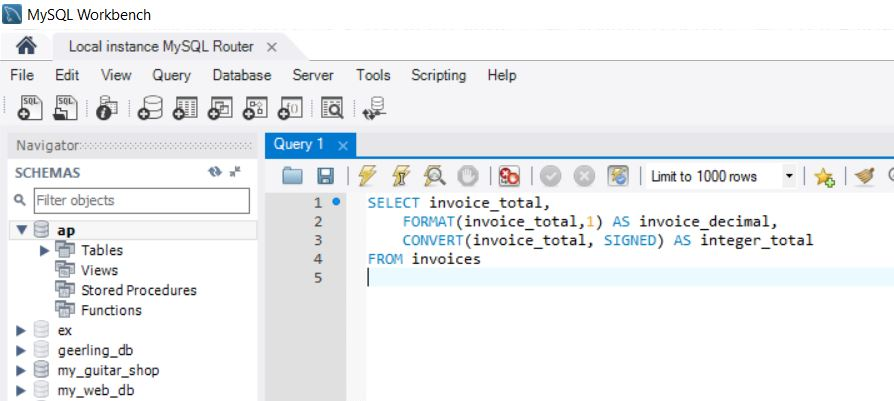 MySQL Workbench
Local instance MySQL Router ×
File Edit View Query Database Server Tools Scripting Help
SQL SQL
Navigator
Query 1 ×
SCHEMAS
Limit to 1000 rows
Filter objects
1 SELECT invoice_total,
2 FORMAT(invoice_total,1) AS invoice_decimal,
3 CONVERT(invoice_total, SIGNED) AS integer_total
4 FROM invoices
5
ap
Tables
Views
Stored Procedures
Functions
ex
geerling_db
my_guitar_shop
my_web_db